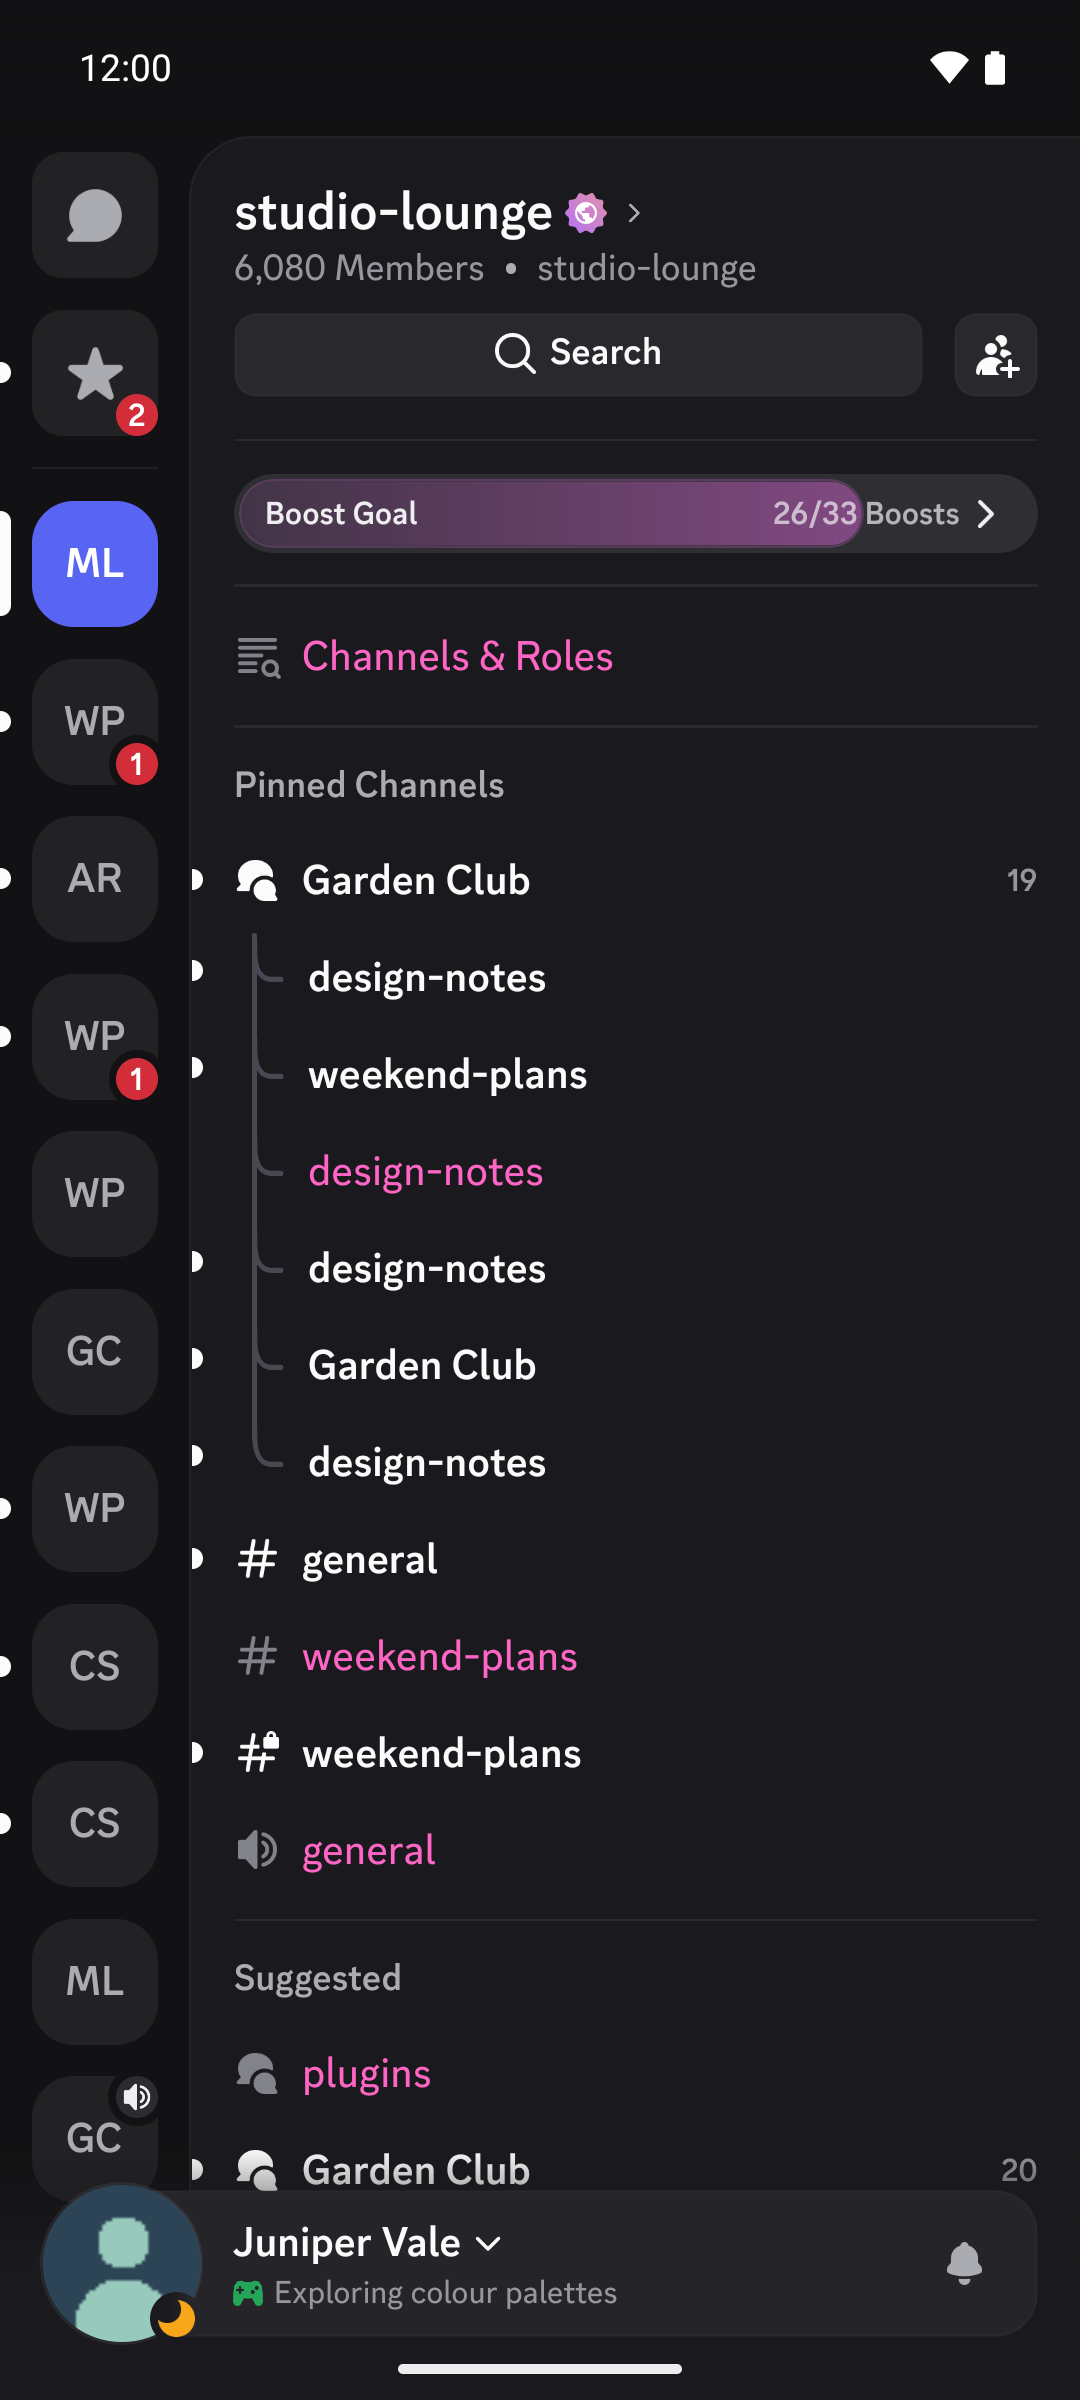 12:00
studio-lounge
6,080 Members • studio-lounge
Search
2
Boost Goal 26/33 Boosts
ML
Channels & Roles
WP
1
Pinned Channels
AR
Garden Club 19
design-notes
WP
1
weekend-plans
design-notes
WP
design-notes
GC
Garden Club
design-notes
WP
general
CS
weekend-plans
weekend-plans
CS
general
ML
Suggested
plugins
GC
Garden Club 20
Juniper Vale
Exploring colour palettes